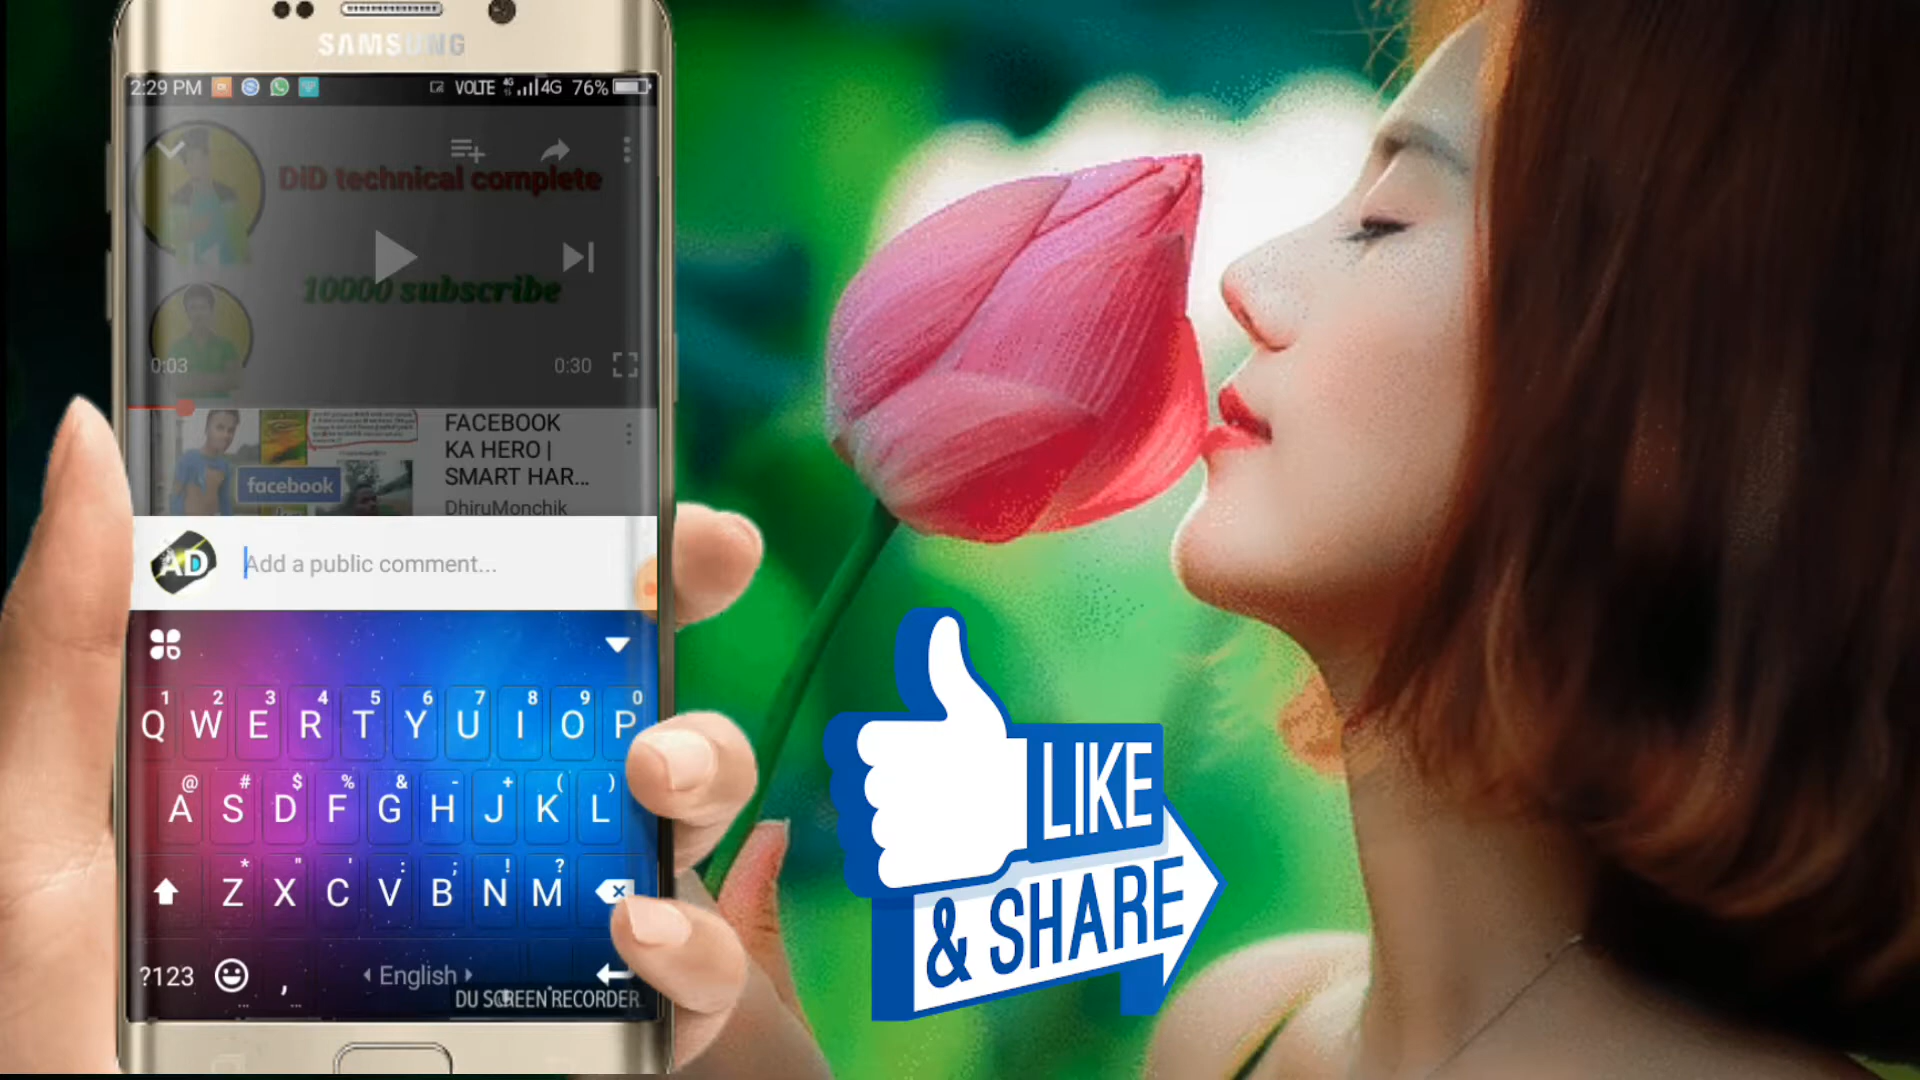 SAMSUNG
2:29 PM VOLTE 4G 4G 76%
DiD technical complete
10000 subscribe
0:03 0:30
FACEBOOK
KA HERO |
SMART HAR...
DhiruMonchik
facebook
AD Add a public comment...
1 2 3 4 5 6 7 8 9 0
Q W E R T Y U I O P
@ # $ % & - + ( )
A S D F G H J K L
* " ' : ; ! ?
Z X C V B N M
?123 , English
DU SCREEN RECORDER
LIKE
& SHARE